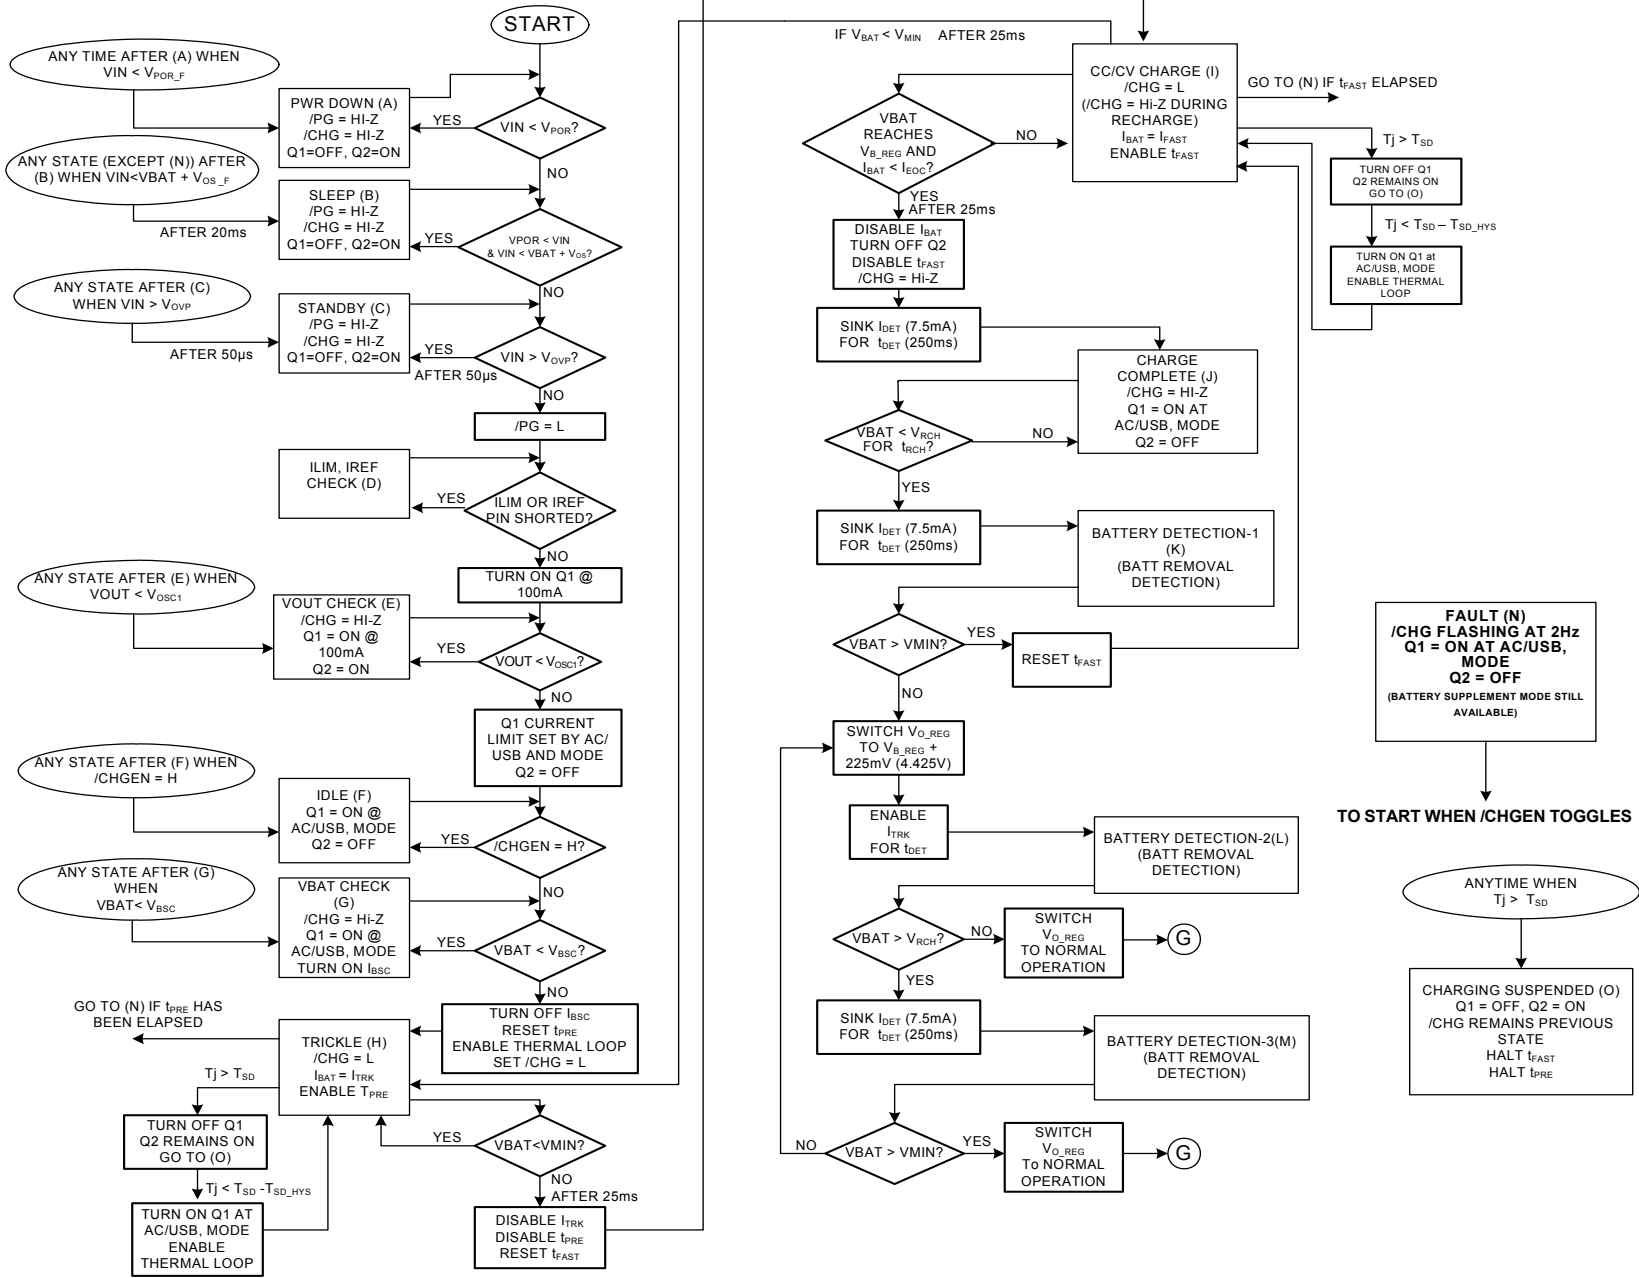 START
ANY TIME AFTER (A) WHEN
VIN < VPOR_F
PWR DOWN (A)
/PG = HI-Z
/CHG = HI-Z
Q1=OFF, Q2=ON
YES
VIN < VPOR?
NO
ANY STATE (EXCEPT (N)) AFTER
(B) WHEN VIN<VBAT + VOS_F
AFTER 20ms
SLEEP (B)
/PG = HI-Z
/CHG = HI-Z
Q1=OFF, Q2=ON
YES
VPOR < VIN
& VIN < VBAT + VOS?
NO
ANY STATE AFTER (C)
WHEN VIN > VOVP
AFTER 50µs
STANDBY (C)
/PG = HI-Z
/CHG = HI-Z
Q1=OFF, Q2=ON
YES
AFTER 50µs
VIN > VOVP?
NO
/PG = L
ILIM, IREF
CHECK (D)
YES
ILIM OR IREF
PIN SHORTED?
NO
TURN ON Q1 @
100mA
ANY STATE AFTER (E) WHEN
VOUT < VOSC1
VOUT CHECK (E)
/CHG = HI-Z
Q1 = ON @
100mA
Q2 = ON
YES
VOUT < VOSC1?
NO
Q1 CURRENT
LIMIT SET BY AC/
USB AND MODE
Q2 = OFF
ANY STATE AFTER (F) WHEN
/CHGEN = H
IDLE (F)
Q1 = ON @
AC/USB, MODE
Q2 = OFF
YES
/CHGEN = H?
NO
ANY STATE AFTER (G)
WHEN
VBAT< VBSC
VBAT CHECK
(G)
/CHG = Hi-Z
Q1 = ON @
AC/USB, MODE
TURN ON IBSC
YES
VBAT < VBSC?
NO
TURN OFF IBSC
RESET tPRE
ENABLE THERMAL LOOP
SET /CHG = L
GO TO (N) IF tPRE HAS
BEEN ELAPSED
TRICKLE (H)
/CHG = L
IBAT = ITRK
ENABLE TPRE
Tj > TSD
TURN OFF Q1
Q2 REMAINS ON
GO TO (O)
Tj < TSD -TSD_HYS
TURN ON Q1 AT
AC/USB, MODE
ENABLE
THERMAL LOOP
YES
VBAT<VMIN?
NO
AFTER 25ms
DISABLE ITRK
DISABLE tPRE
RESET tFAST
IF VBAT < VMIN AFTER 25ms
CC/CV CHARGE (I)
/CHG = L
(/CHG = Hi-Z DURING
RECHARGE)
IBAT = IFAST
ENABLE tFAST
GO TO (N) IF tFAST ELAPSED
Tj > TSD
TURN OFF Q1
Q2 REMAINS ON
GO TO (O)
Tj < TSD – TSD_HYS
TURN ON Q1 at
AC/USB, MODE
ENABLE THERMAL
LOOP
VBAT
REACHES
VB_REG AND
IBAT < IEOC?
NO
YES
AFTER 25ms
DISABLE IBAT
TURN OFF Q2
DISABLE tFAST
/CHG = Hi-Z
SINK IDET (7.5mA)
FOR tDET (250ms)
CHARGE
COMPLETE (J)
/CHG = HI-Z
Q1 = ON AT
AC/USB, MODE
Q2 = OFF
VBAT < VRCH
FOR tRCH?
NO
YES
SINK IDET (7.5mA)
FOR tDET (250ms)
BATTERY DETECTION-1
(K)
(BATT REMOVAL
DETECTION)
VBAT > VMIN?
YES
RESET tFAST
NO
SWITCH VO_REG
TO VB_REG +
225mV (4.425V)
ENABLE
ITRK
FOR tDET
BATTERY DETECTION-2(L)
(BATT REMOVAL
DETECTION)
VBAT > VRCH?
NO
SWITCH
VO_REG
TO NORMAL
OPERATION
G
YES
SINK IDET (7.5mA)
FOR tDET (250ms)
BATTERY DETECTION-3(M)
(BATT REMOVAL
DETECTION)
NO
VBAT > VMIN?
YES
SWITCH
VO_REG
To NORMAL
OPERATION
G
FAULT (N)
/CHG FLASHING AT 2Hz
Q1 = ON AT AC/USB,
MODE
Q2 = OFF
(BATTERY SUPPLEMENT MODE STILL
AVAILABLE)
TO START WHEN /CHGEN TOGGLES
ANYTIME WHEN
Tj > TSD
CHARGING SUSPENDED (O)
Q1 = OFF, Q2 = ON
/CHG REMAINS PREVIOUS
STATE
HALT tFAST
HALT tPRE